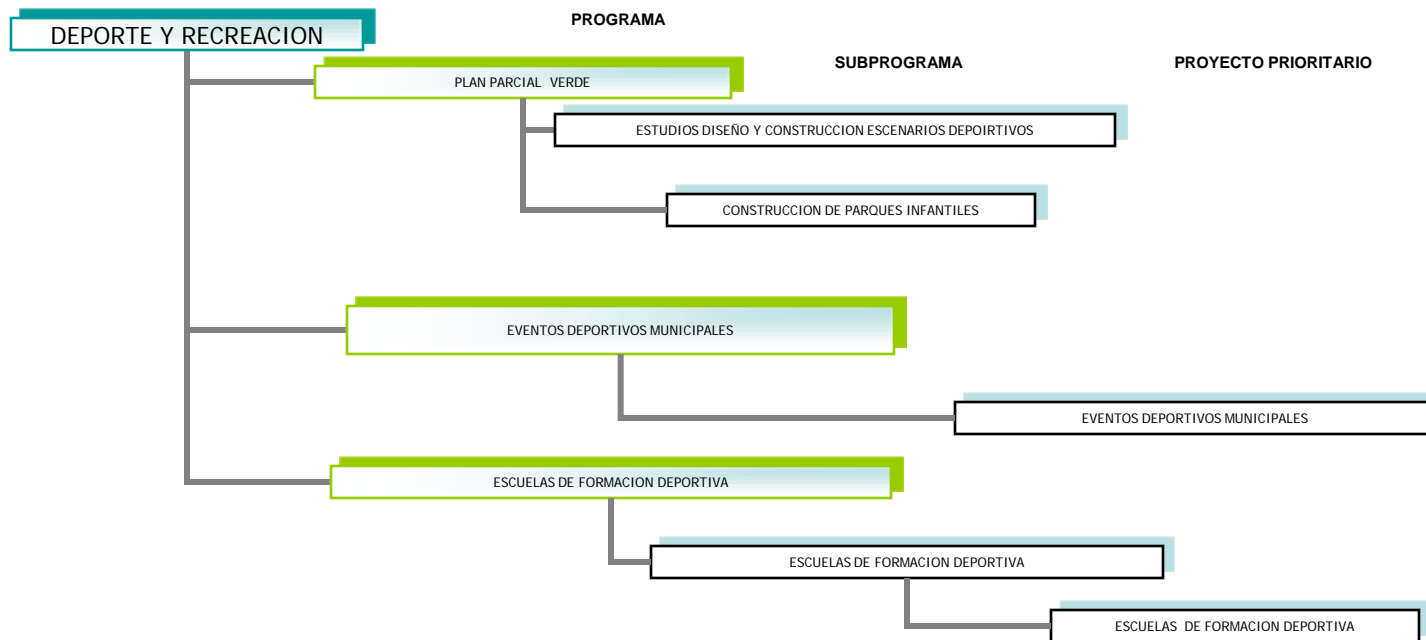 PROGRAMA
DEPORTE Y RECREACION
SUBPROGRAMA
PROYECTO PRIORITARIO
PLAN PARCIAL VERDE
ESTUDIOS DISEÑO Y CONSTRUCCION ESCENARIOS DEPOIRTIVOS
CONSTRUCCION DE PARQUES INFANTILES
EVENTOS DEPORTIVOS MUNICIPALES
EVENTOS DEPORTIVOS MUNICIPALES
ESCUELAS DE FORMACION DEPORTIVA
ESCUELAS DE FORMACION DEPORTIVA
ESCUELAS DE FORMACION DEPORTIVA